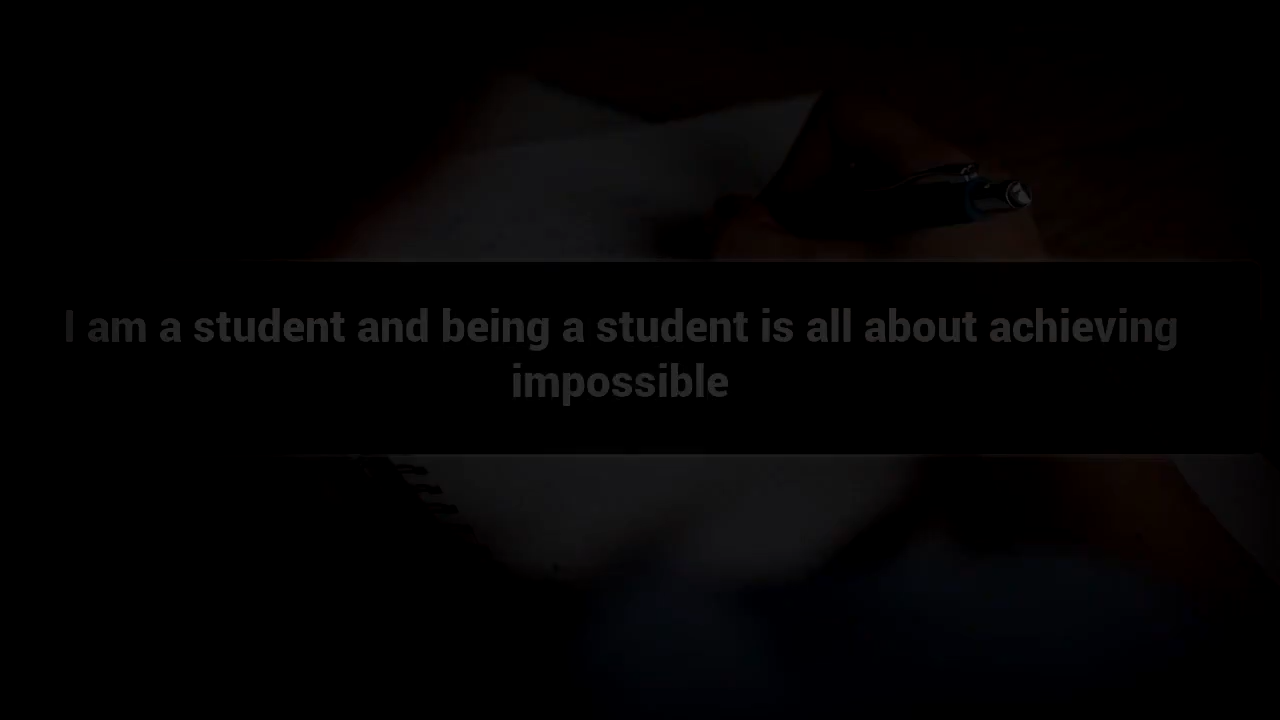 I am a student and being a student is all about achieving
impossible